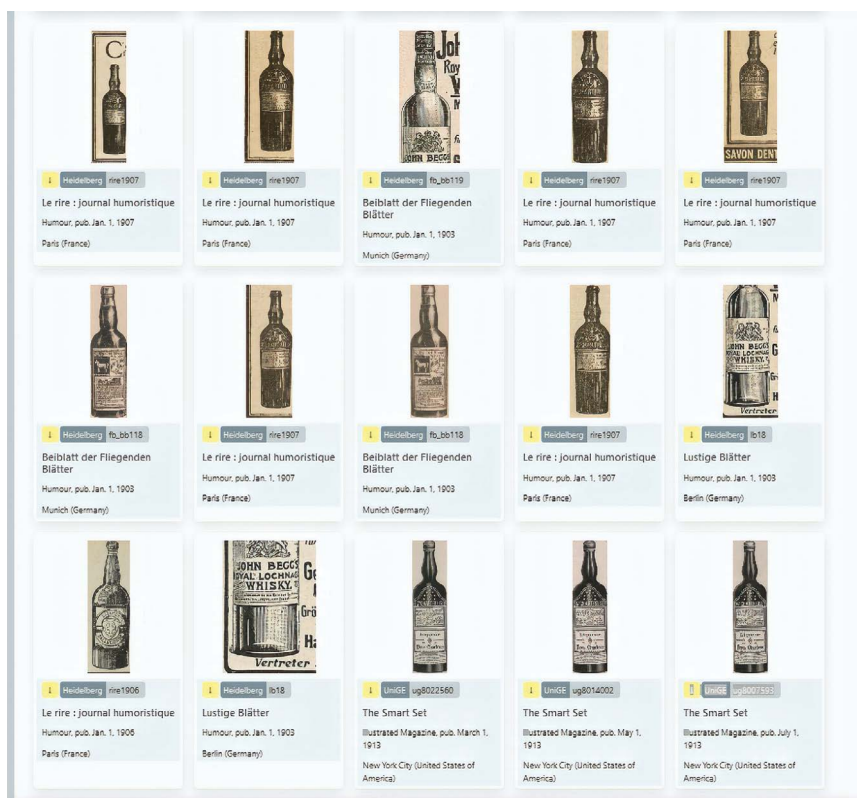 C
Joh
Roy
W
M
JOHN BEGG
SAVON DENT
i Heidelberg rire1907
i Heidelberg rire1907
i Heidelberg fb_bb119
i Heidelberg rire1907
i Heidelberg rire1907
Le rire : journal humoristique
Humour, pub. Jan. 1, 1907
Paris (France)
Le rire : journal humoristique
Humour, pub. Jan. 1, 1907
Paris (France)
Beiblatt der Fliegenden
Blätter
Humour, pub. Jan. 1, 1903
Munich (Germany)
Le rire : journal humoristique
Humour, pub. Jan. 1, 1907
Paris (France)
Le rire : journal humoristique
Humour, pub. Jan. 1, 1907
Paris (France)
JOHN BEGG'S
ROYAL LOCHNAG
WHISKY.
Vertreter
i Heidelberg fb_bb118
i Heidelberg rire1907
i Heidelberg fb_bb118
i Heidelberg rire1907
i Heidelberg lb18
Beiblatt der Fliegenden
Blätter
Humour, pub. Jan. 1, 1903
Munich (Germany)
Le rire : journal humoristique
Humour, pub. Jan. 1, 1907
Paris (France)
Beiblatt der Fliegenden
Blätter
Humour, pub. Jan. 1, 1903
Munich (Germany)
Le rire : journal humoristique
Humour, pub. Jan. 1, 1907
Paris (France)
Lustige Blätter
Humour, pub. Jan. 1, 1903
Berlin (Germany)
JOHN BEGG'S
OYAL LOCHNAG
WHISKY.
Ge
Grö
Ha
Vertreter
i Heidelberg rire1906
i Heidelberg lb18
i UniGE ug8022560
i UniGE ug8014002
i UniGE ug8007593
Le rire : journal humoristique
Humour, pub. Jan. 1, 1906
Paris (France)
Lustige Blätter
Humour, pub. Jan. 1, 1903
Berlin (Germany)
The Smart Set
Illustrated Magazine, pub. March 1,
1913
New York City (United States of
America)
The Smart Set
Illustrated Magazine, pub. May 1,
1913
New York City (United States of
America)
The Smart Set
Illustrated Magazine, pub. July 1,
1913
New York City (United States of
America)